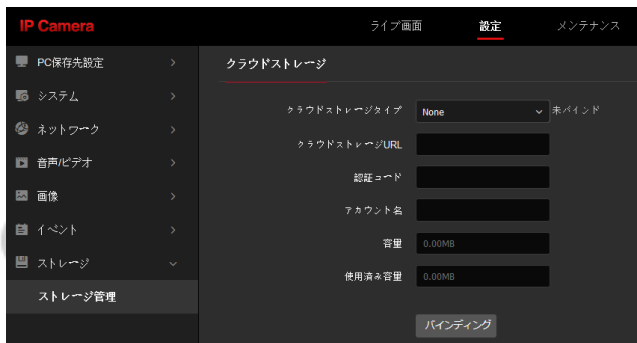 IP Camera ライブ画面 設定 メンテナンス
PC保存先設定
システム
ネットワーク
音声/ビデオ
画像
イベント
ストレージ
ストレージ管理
クラウドストレージ
クラウドストレージタイプ None 未バインド
クラウドストレージURL
認証コード
アカウント名
容量 0.00MB
使用済み容量 0.00MB
バインディング